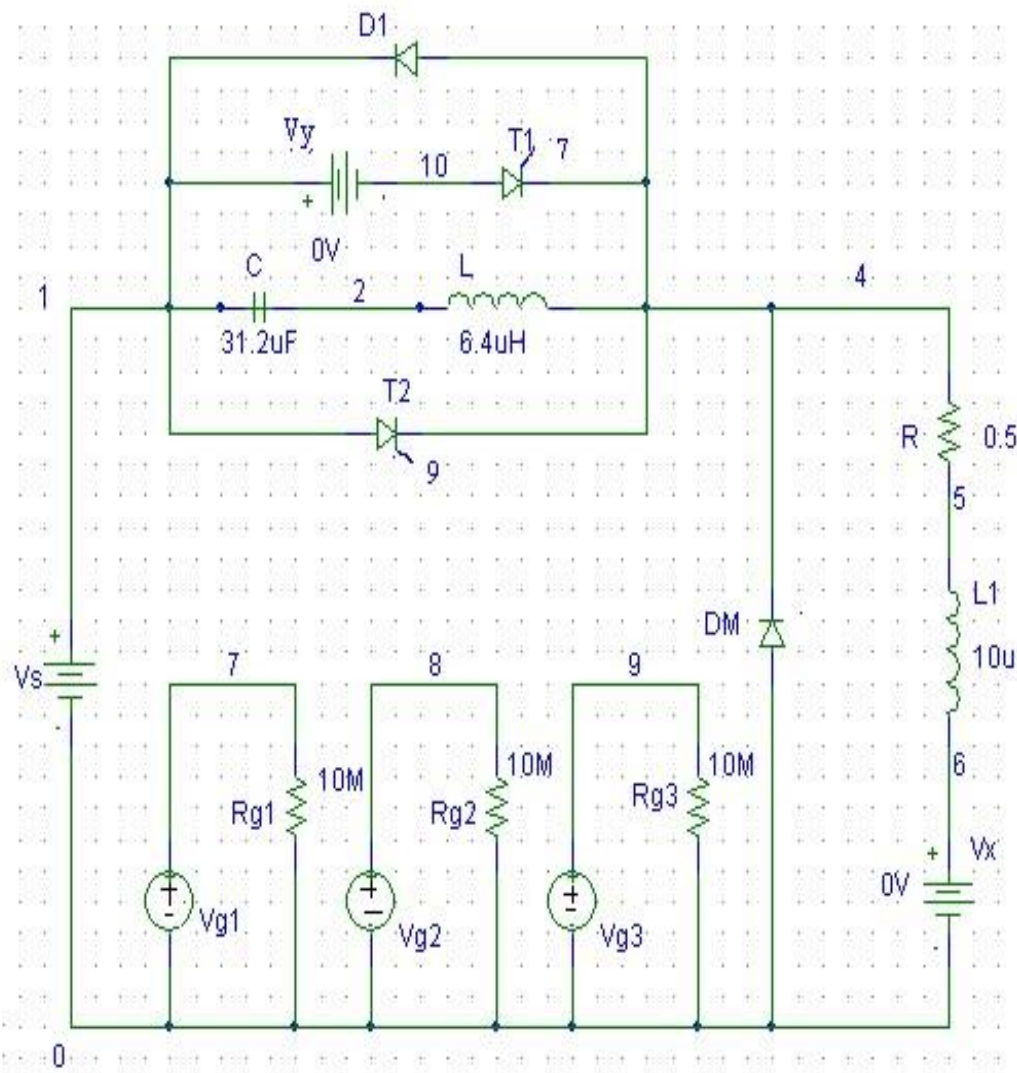 D1
Vy
T1
7
10
+
0V
C
L
4
1
2
31.2uF
6.4uH
T2
R
0.5
9
5
L1
DM
10u
+
Vs
7
8
9
6
10M
10M
10M
Rg1
Rg2
Rg3
+
Vx
0V
+
-
Vg1
+
-
Vg2
+
-
Vg3
0